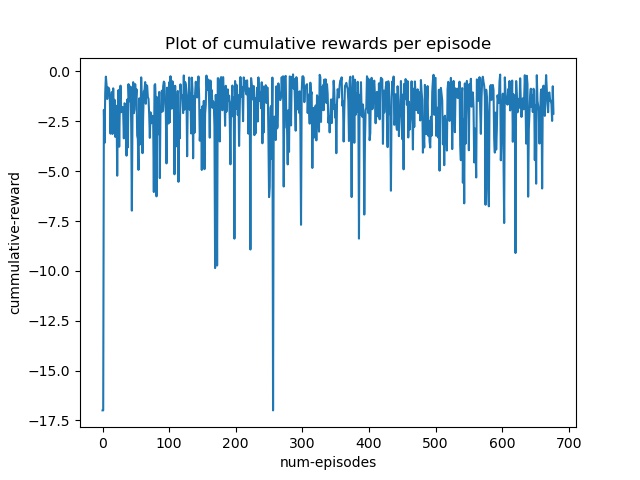 Plot of cumulative rewards per episode
0.0
−2.5
−5.0
−7.5
−10.0
−12.5
−15.0
−17.5
cummulative-reward
0 100 200 300 400 500 600 700
num-episodes